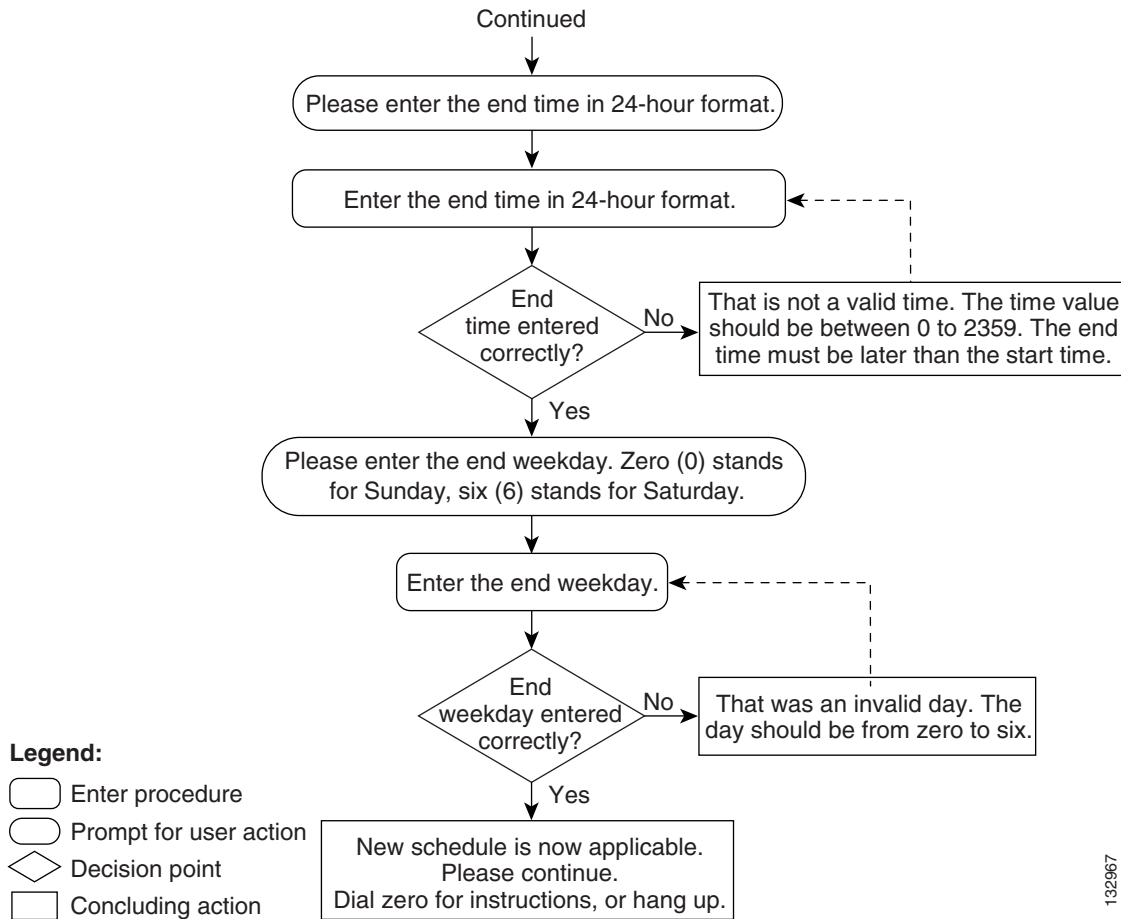 Continued
Please enter the end time in 24-hour format.
Enter the end time in 24-hour format.
End
time entered
correctly?
No
That is not a valid time. The time value
should be between 0 to 2359. The end
time must be later than the start time.
Yes
Please enter the end weekday. Zero (0) stands
for Sunday, six (6) stands for Saturday.
Enter the end weekday.
End
weekday entered
correctly?
No
That was an invalid day. The
day should be from zero to six.
Yes
New schedule is now applicable.
Please continue.
Dial zero for instructions, or hang up.
Legend:
Enter procedure
Prompt for user action
Decision point
Concluding action
132967